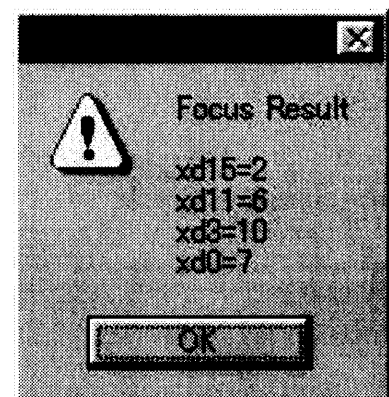 Focus Result
xd15=2
xd11=6
xd3=10
xd0=7
OK